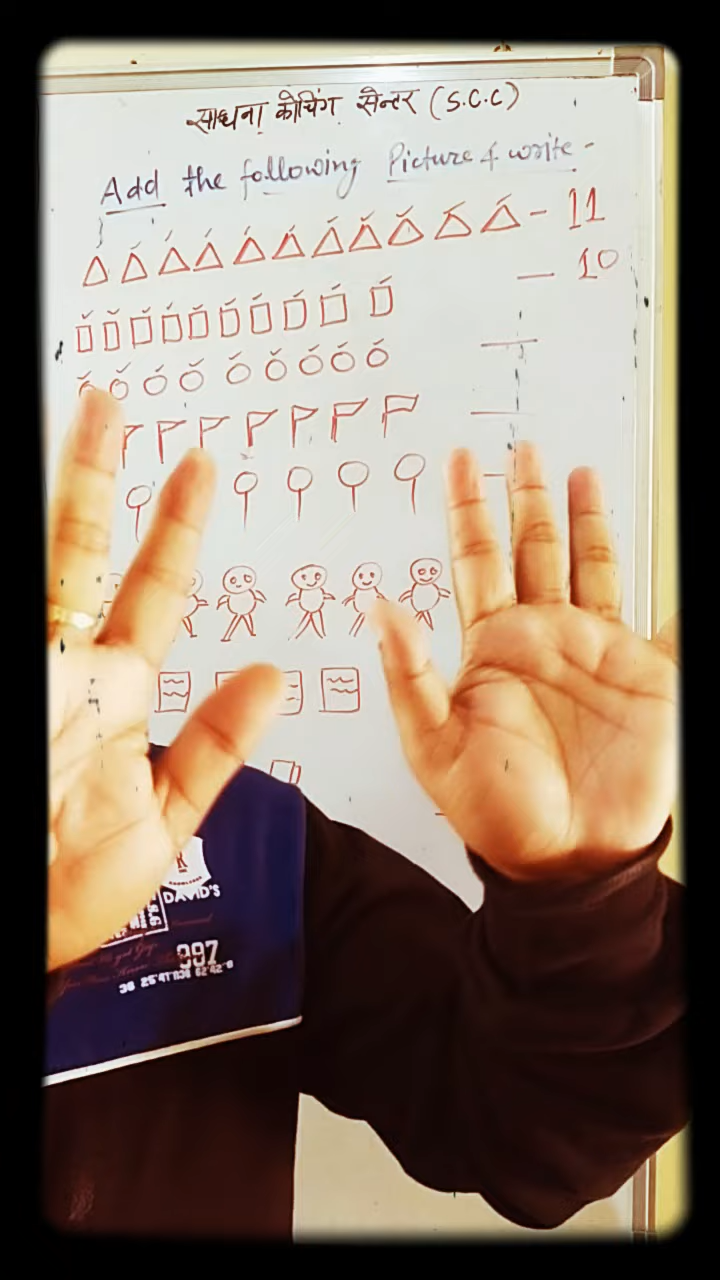 साधना कोचिंग सेन्टर (S.C.C)
Add the following Picture & write -
- 11
- 10
R
DAVID'S
997